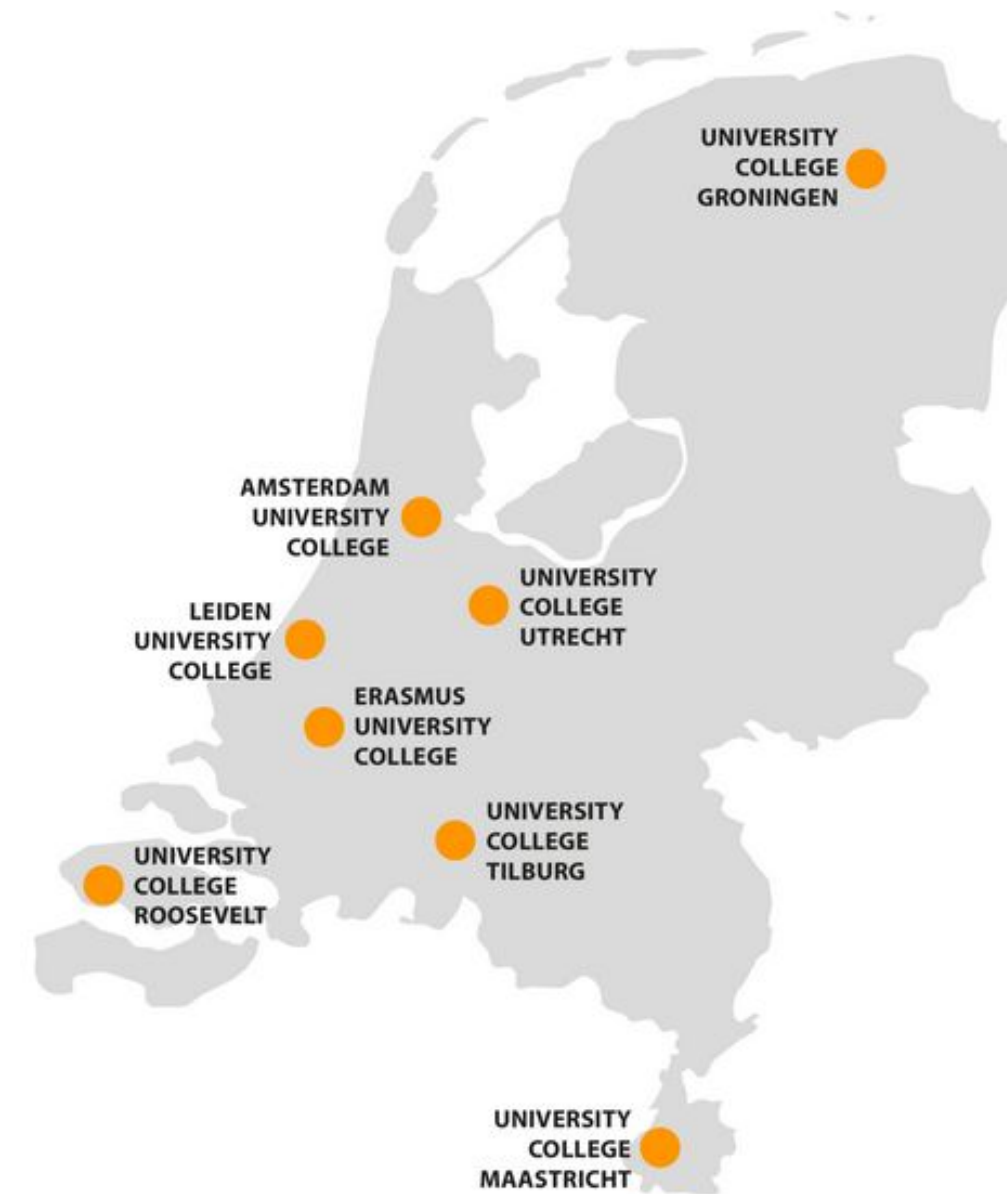 UNIVERSITY
COLLEGE
GRONINGEN
AMSTERDAM
UNIVERSITY
COLLEGE
UNIVERSITY
COLLEGE
UTRECHT
LEIDEN
UNIVERSITY
COLLEGE
ERASMUS
UNIVERSITY
COLLEGE
UNIVERSITY
COLLEGE
TILBURG
UNIVERSITY
COLLEGE
ROOSEVELT
UNIVERSITY
COLLEGE
MAASTRICHT